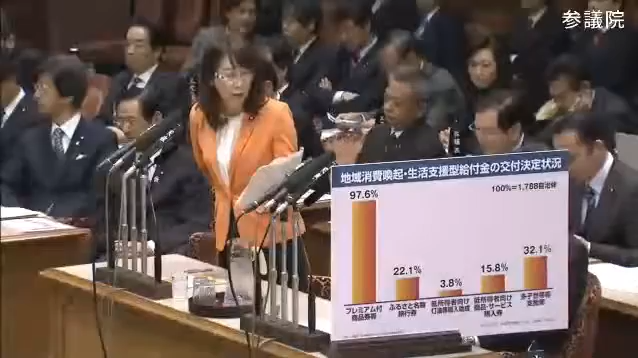 参議院
地域消費喚起・生活支援型給付金の交付決定状況
100%=1,788自治体
97.6%
22.1%
3.8%
15.8%
32.1%
プレミアム付
商品券等
ふるさと名物
旅行券
低所得者向け
灯油等購入助成
低所得者向け
商品・サービス
購入券
多子世帯等
支援策